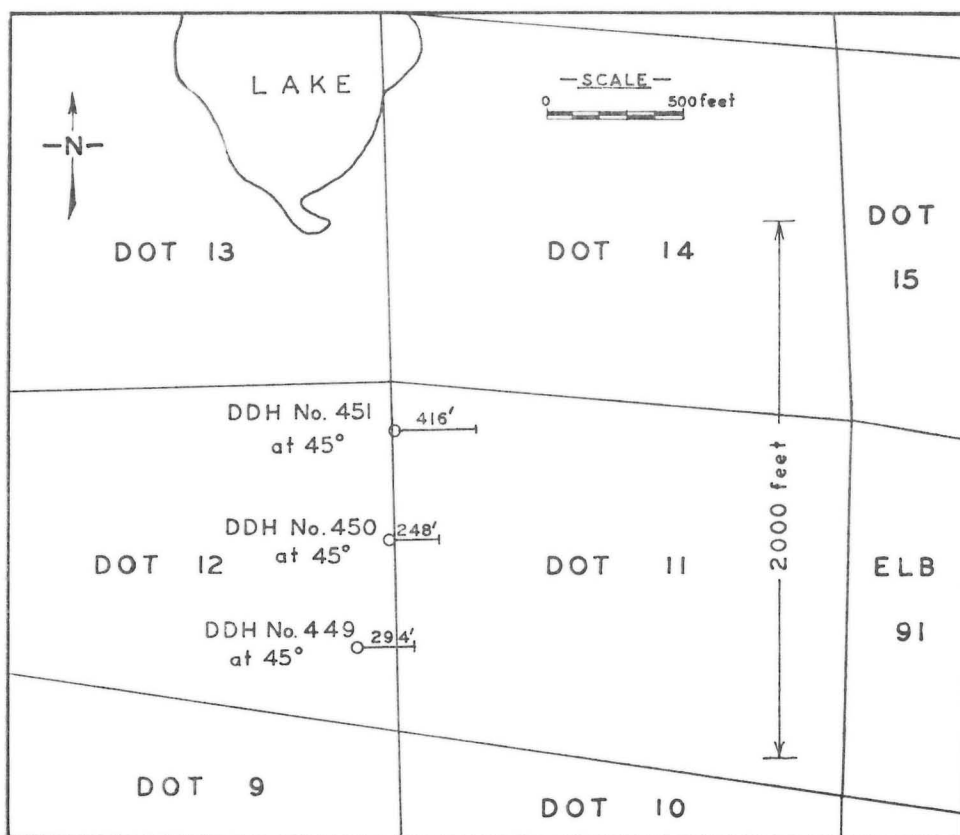 LAKE
—SCALE—
0 500 feet
—N—
DOT 13
DOT 14
DOT
15
DDH No. 451
at 45°
416'
DDH No. 450
at 45°
248'
DOT 12
DOT 11
2000 feet
ELB
91
DDH No. 449
at 45°
294'
DOT 9
DOT 10